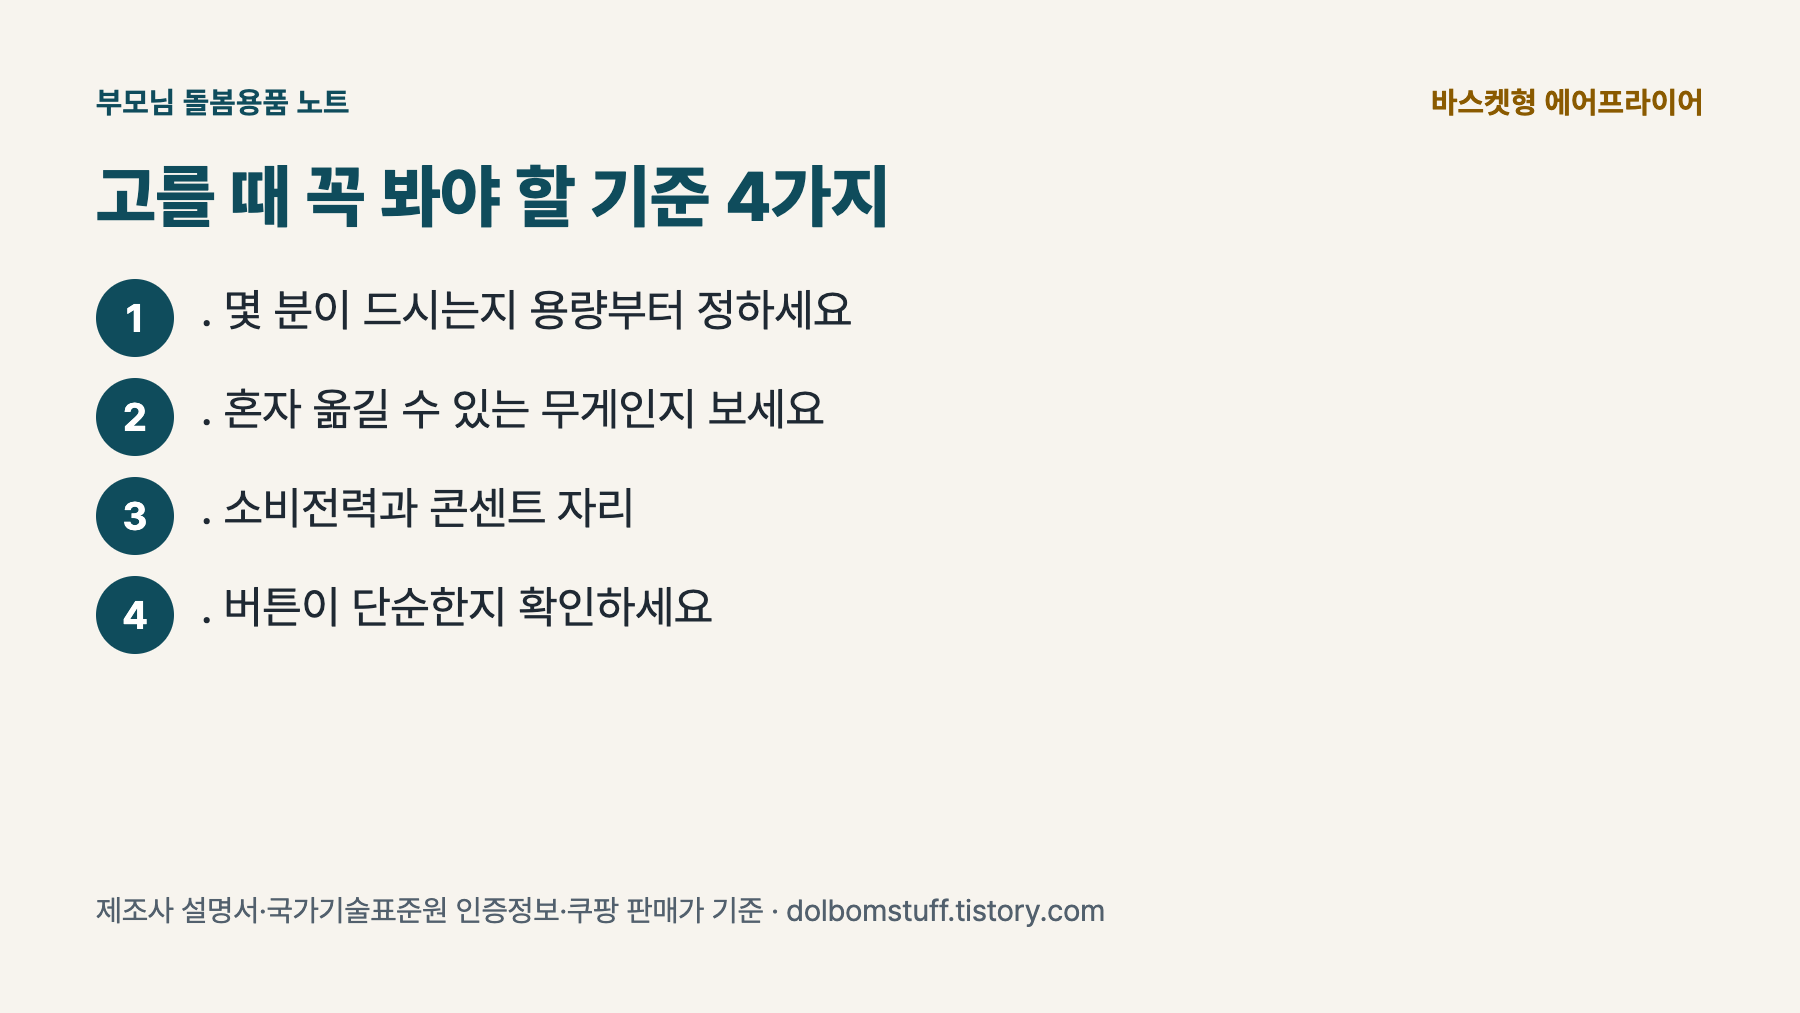 부모님 돌봄용품 노트
바스켓형 에어프라이어
고를 때 꼭 봐야 할 기준 4가지
1 . 몇 분이 드시는지 용량부터 정하세요
2 . 혼자 옮길 수 있는 무게인지 보세요
3 . 소비전력과 콘센트 자리
4 . 버튼이 단순한지 확인하세요
제조사 설명서·국가기술표준원 인증정보·쿠팡 판매가 기준 · dolbomstuff.tistory.com